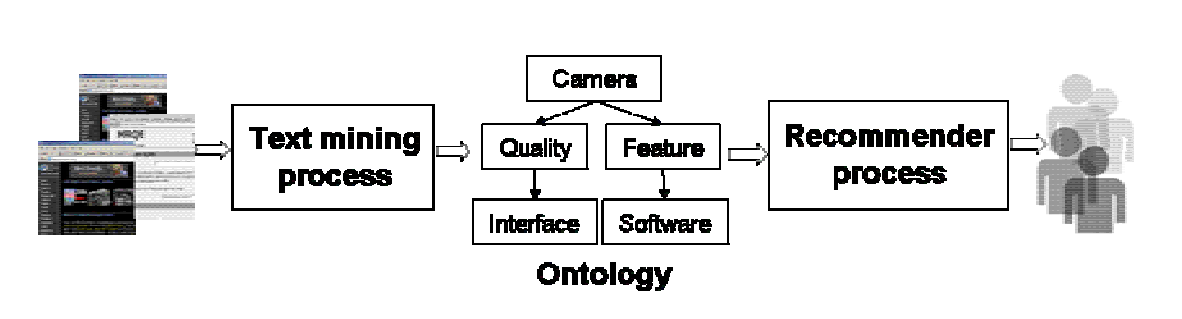 Text mining
process
Camera
Quality
Feature
Interface
Software
Ontology
Recommender
process